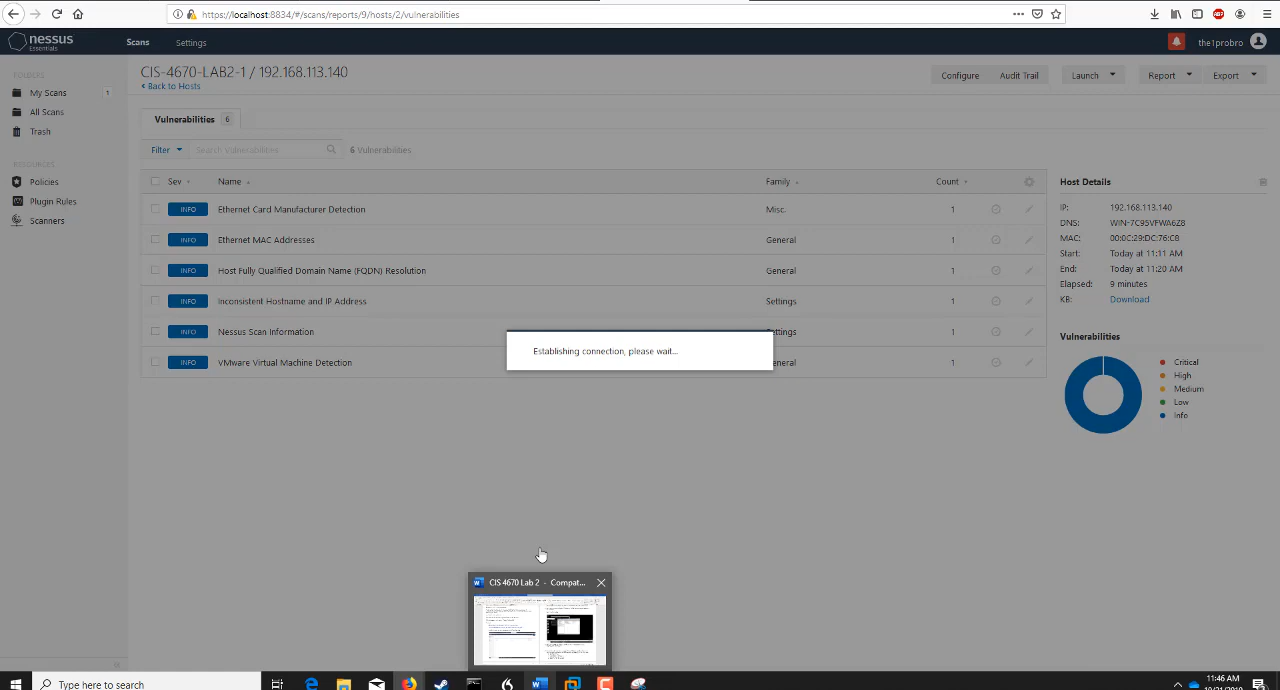 https://localhost:8834/#/scans/reports/9/hosts/2/vulnerabilities
nessus
Essentials
Scans
Settings
the1probro
FOLDERS
My Scans
1
All Scans
Trash
RESOURCES
Policies
Plugin Rules
Scanners
CIS-4670-LAB2-1 / 192.168.113.140
Back to Hosts
Configure
Audit Trail
Launch
Report
Export
Vulnerabilities 6
Filter
Search Vulnerabilities
6 Vulnerabilities
Sev Name Family Count
INFO Ethernet Card Manufacturer Detection Misc. 1
INFO Ethernet MAC Addresses General 1
INFO Host Fully Qualified Domain Name (FQDN) Resolution General 1
INFO Inconsistent Hostname and IP Address Settings 1
INFO Nessus Scan Information Settings 1
INFO VMware Virtual Machine Detection General 1
Establishing connection, please wait...
Host Details
IP: 192.168.113.140
DNS: WIN-7C95VFWA6Z8
MAC: 00:0C:29:DC:76:C8
Start: Today at 11:11 AM
End: Today at 11:20 AM
Elapsed: 9 minutes
KB: Download
Vulnerabilities
Critical
High
Medium
Low
Info
CIS 4670 Lab 2 - Compat...
Type here to search
11:46 AM